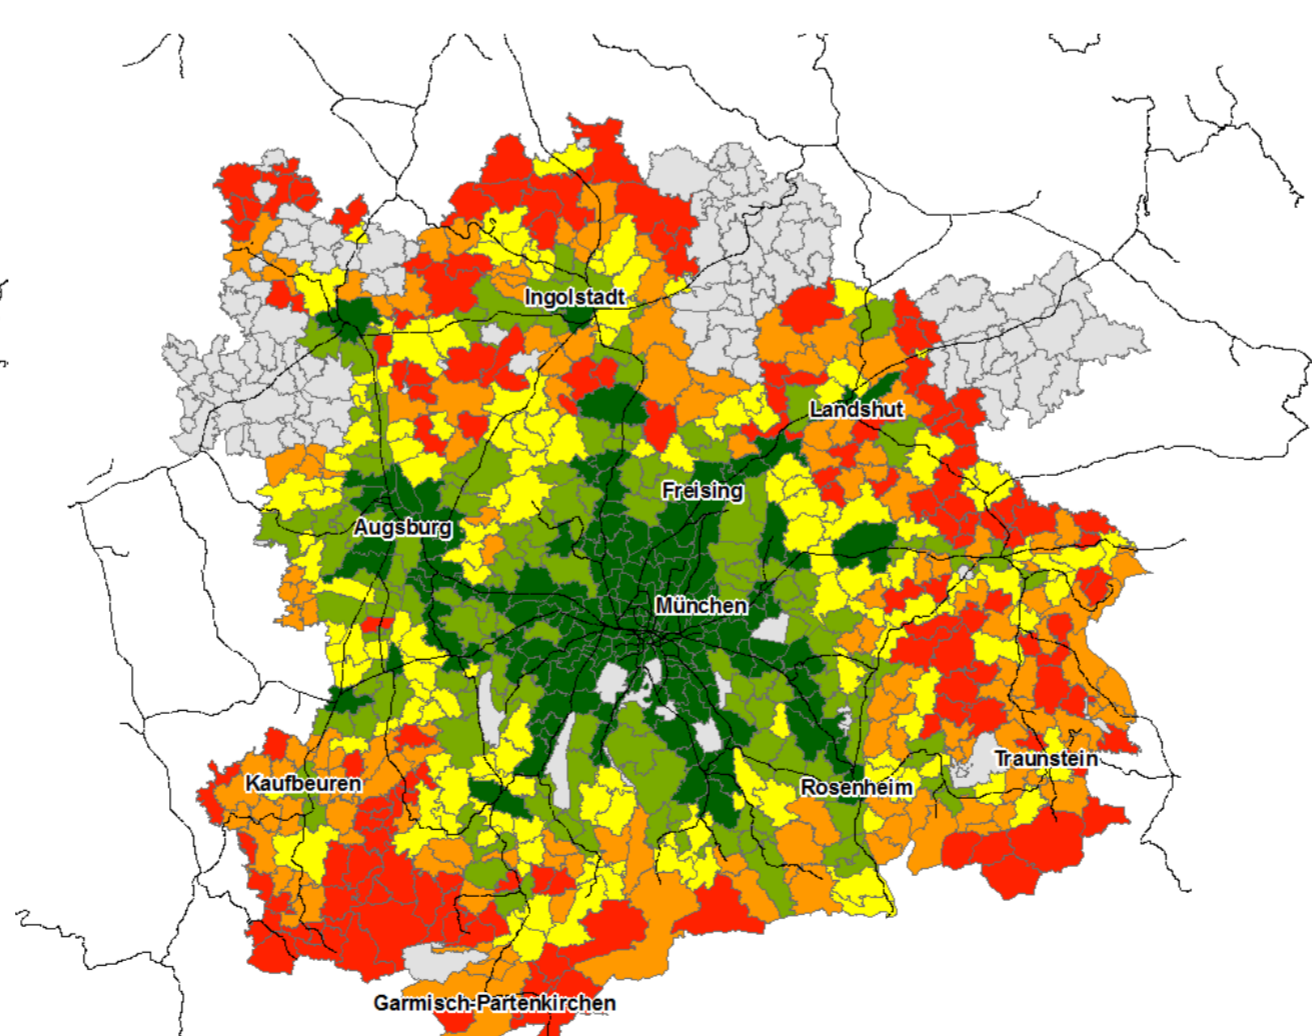 Ingolstadt
Landshut
Freising
Augsburg
München
Traunstein
Kaufbeuren
Rosenheim
Garmisch-Partenkirchen